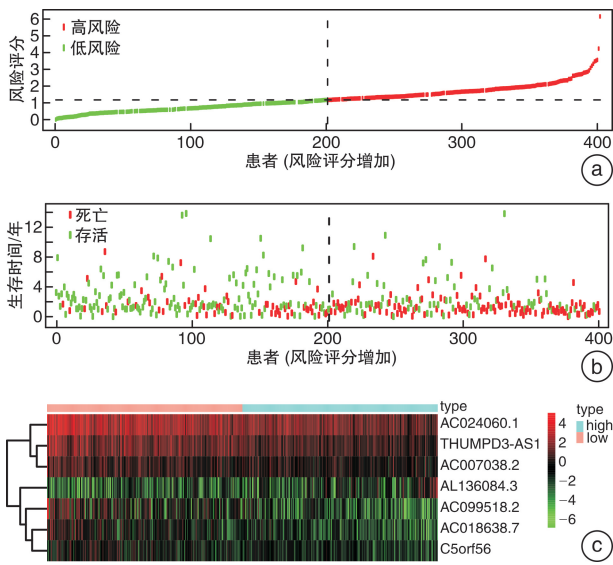 高风险
低风险
风险评分
6
5
4
3
2
1
0
0 100 200 300 400
患者 (风险评分增加)
a
死亡
存活
生存时间/年
12
8
4
0
0 100 200 300 400
患者 (风险评分增加)
b
type
AC024060.1
THUMPD3-AS1
AC007038.2
AL136084.3
AC099518.2
AC018638.7
C5orf56
4
2
0
−2
−4
−6
type
high
low
c